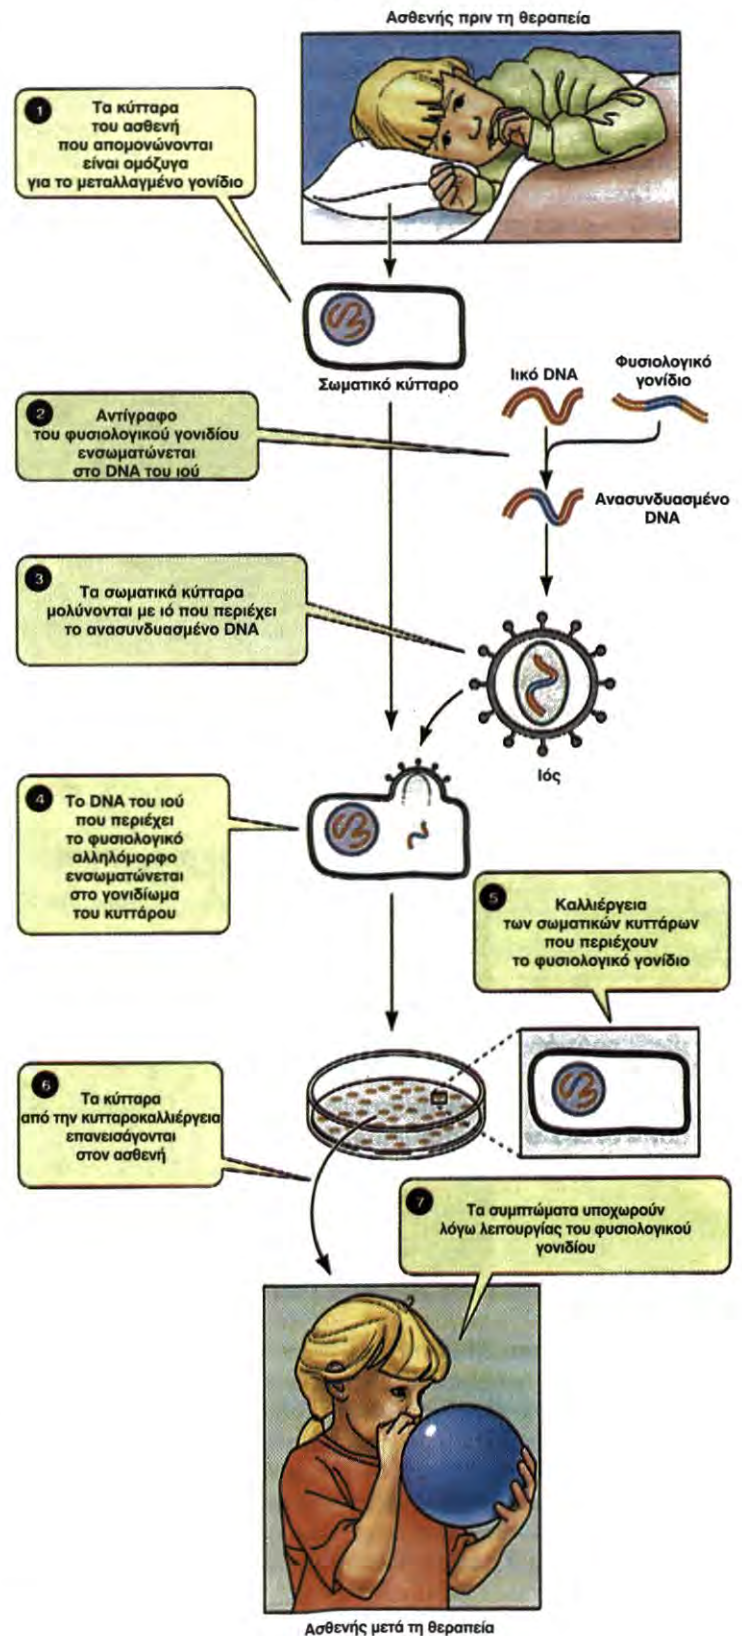 Ασθενής πριν τη θεραπεία
1
Τα κύτταρα
του ασθενή
που απομονώνονται
είναι ομόζυγα
για το μεταλλαγμένο γονίδιο
Σωματικό κύτταρο
Ιικό DNA
Φυσιολογικό
γονίδιο
2
Αντίγραφο
του φυσιολογικού γονιδίου
ενσωματώνεται
στο DNA του ιού
Ανασυνδυασμένο
DNA
3
Τα σωματικά κύτταρα
μολύνονται με ιό που περιέχει
το ανασυνδυασμένο DNA
Ιός
4
Το DNA του ιού
που περιέχει
το φυσιολογικό
αλληλόμορφο
ενσωματώνεται
στο γονιδίωμα
του κυττάρου
5
Καλλιέργεια
των σωματικών κυττάρων
που περιέχουν
το φυσιολογικό γονίδιο
6
Τα κύτταρα
από την κυτταροκαλλιέργεια
επανεισάγονται
στον ασθενή
7
Τα συμπτώματα υποχωρούν
λόγω λειτουργίας του φυσιολογικού
γονιδίου
Ασθενής μετά τη θεραπεία